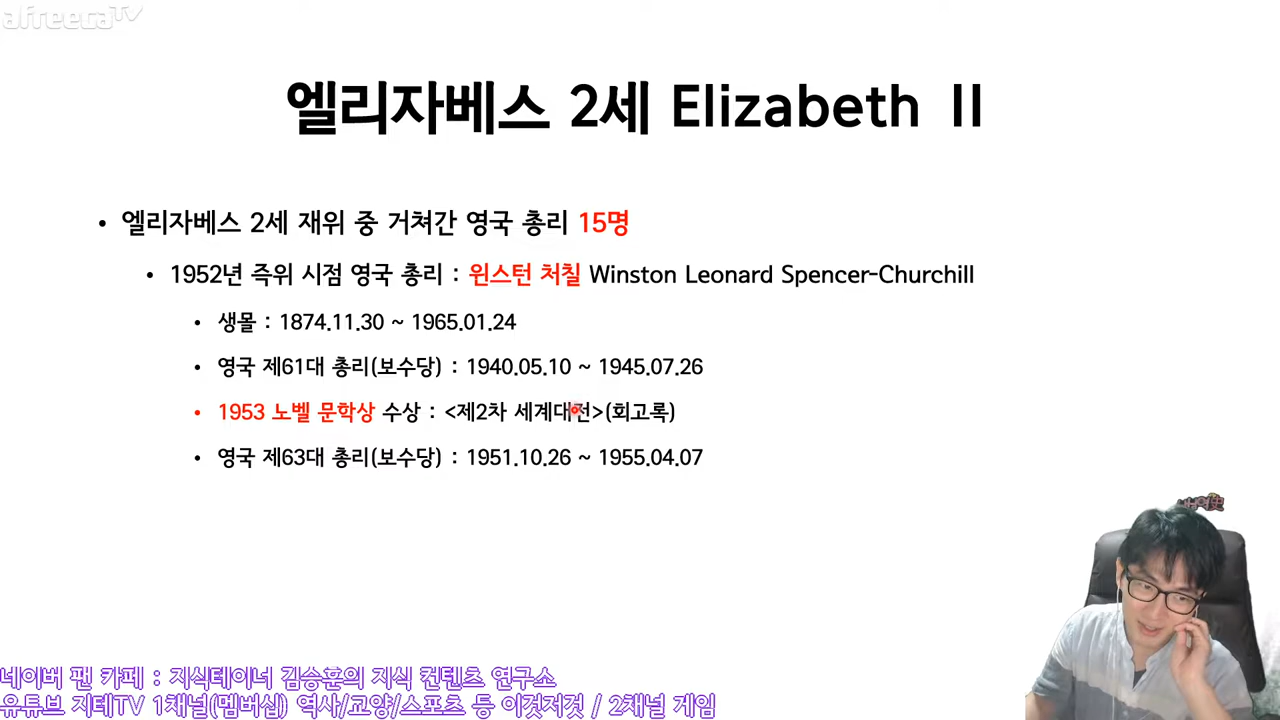 afreecaTV
엘리자베스 2세 Elizabeth II
• 엘리자베스 2세 재위 중 거쳐간 영국 총리 15명
• 1952년 즉위 시점 영국 총리 : 윈스턴 처칠 Winston Leonard Spencer-Churchill
• 생몰 : 1874.11.30 ~ 1965.01.24
• 영국 제61대 총리(보수당) : 1940.05.10 ~ 1945.07.26
• 1953 노벨 문학상 수상 : <제2차 세계대전>(회고록)
• 영국 제63대 총리(보수당) : 1951.10.26 ~ 1955.04.07
네이버 팬 카페 : 지식테이너 김승훈의 지식 컨텐츠 연구소
유튜브 지테TV 1채널(멤버십) 역사/교양/스포츠 등 이것저것 / 2채널 게임